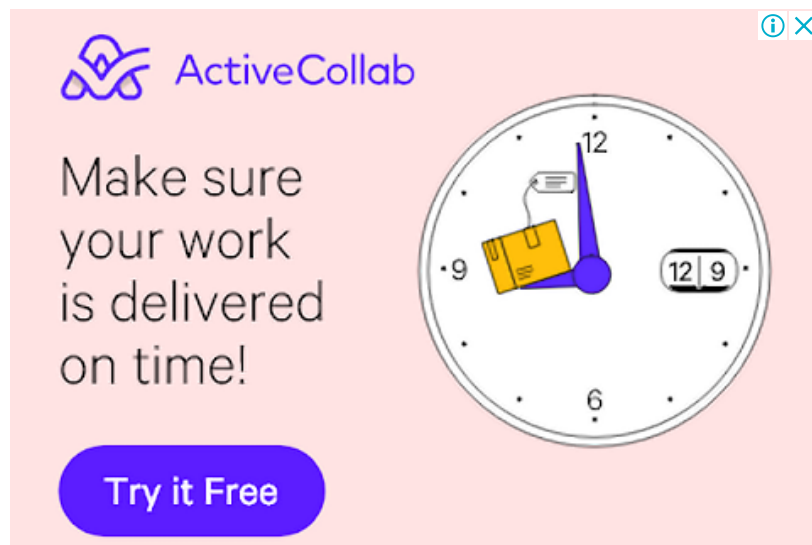 ActiveCollab
Make sure
your work
is delivered
on time!
Try it Free
12
9
12 9
6